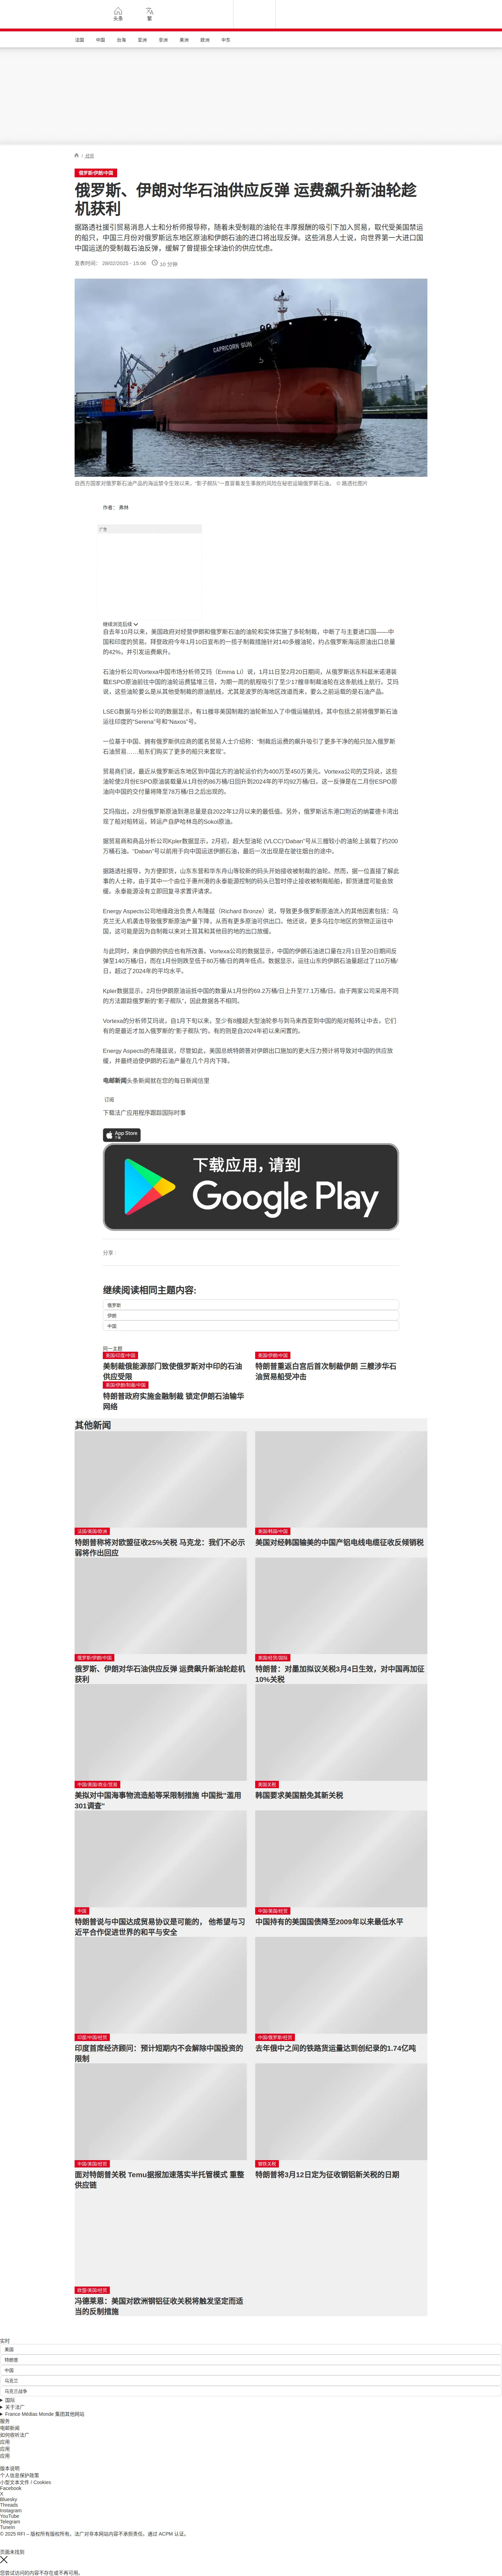 头条
繁
法国
中国
台海
亚洲
非洲
美洲
欧洲
中东
经贸
俄罗斯/伊朗/中国
俄罗斯、伊朗对华石油供应反弹 运费飙升新油轮趁
机获利
据路透社援引贸易消息人士和分析师报导称，随着未受制裁的油轮在丰厚报酬的吸引下加入贸易，取代受美国禁运
的船只，中国三月份对俄罗斯远东地区原油和伊朗石油的进口将出现反弹。这些消息人士说，向世界第一大进口国
中国运送的受制裁石油反弹，缓解了曾提振全球油价的供应忧虑。
发表时间： 28/02/2025 - 15:06 10 分钟
CAPRICORN SUN
自西方国家对俄罗斯石油产品的海运禁令生效以来，“影子舰队”一直冒着发生事故的风险在秘密运输俄罗斯石油。 © 路透社图片
作者： 弗林
广告
继续浏览后续
自去年10月以来，美国政府对经营伊朗和俄罗斯石油的油轮和实体实施了多轮制裁，中断了与主要进口国——中
国和印度的贸易。拜登政府今年1月10日宣布的一揽子制裁措施针对140多艘油轮，约占俄罗斯海运原油出口总量
的42%，并引发运费飙升。
石油分析公司Vortexa中国市场分析师艾玛（Emma Li）说，1月11日至2月20日期间，从俄罗斯远东科兹米诺港装
载ESPO原油前往中国的油轮运费猛增三倍，为期一周的航程吸引了至少17艘非制裁油轮在这条航线上航行。艾玛
说，这些油轮要么是从其他受制裁的原油航线，尤其是波罗的海地区改道而来，要么之前运载的是石油产品。
LSEG数据与分析公司的数据显示，有11艘非美国制裁的油轮新加入了中俄运输航线，其中包括之前将俄罗斯石油
运往印度的“Serena”号和“Naxos”号。
一位基于中国、拥有俄罗斯供应商的匿名贸易人士介绍称：“制裁后运费的飙升吸引了更多干净的船只加入俄罗斯
石油贸易……船东们购买了更多的船只来套现”。
贸易商们说，最近从俄罗斯远东地区到中国北方的油轮运价约为400万至450万美元。Vortexa公司的艾玛说，这些
油轮使2月份ESPO原油装载量从1月份的86万桶/日回升到2024年的平均92万桶/日。这一反弹是在二月份ESPO原
油向中国的交付量将降至78万桶/日之后出现的。
艾玛指出，2月份俄罗斯原油到港总量是自2022年12月以来的最低值。另外，俄罗斯远东港口附近的纳霍德卡湾出
现了船对船转运，转运产自萨哈林岛的Sokol原油。
据贸易商和商品分析公司Kpler数据显示，2月初，超大型油轮 (VLCC)“Daban”号从三艘较小的油轮上装载了约200
万桶石油。“Daban”号以前用于向中国运送伊朗石油，最后一次出现是在驶往烟台的途中。
据路透社报导，为方便卸货，山东东营和华东舟山等较新的码头开始接收被制裁的油轮。然而，据一位直接了解此
事的人士称，由于其中一个由位于惠州港的永泰能源控制的码头已暂时停止接收被制裁船舶，卸货速度可能会放
缓。永泰能源没有立即回复寻求置评请求。
Energy Aspects公司地缘政治负责人布隆兹（Richard Bronze）说，导致更多俄罗斯原油流入的其他因素包括：乌
克兰无人机袭击导致俄罗斯原油产量下降，从而有更多原油可供出口。他还说，更多乌拉尔地区的货物正运往中
国，这可能是因为自制裁以来对土耳其和其他目的地的出口放缓。
与此同时，来自伊朗的供应也有所改善。Vortexa公司的数据显示，中国的伊朗石油进口量在2月1日至20日期间反
弹至140万桶/日，而在1月份则跌至低于80万桶/日的两年低点。数据显示，运往山东的伊朗石油量超过了110万桶/
日，超过了2024年的平均水平。
Kpler数据显示，2月份伊朗原油运抵中国的数量从1月份的69.2万桶/日上升至77.1万桶/日。由于两家公司采用不同
的方法跟踪俄罗斯的“影子舰队”，因此数据各不相同。
Vortexa的分析师艾玛说，自1月下旬以来，至少有8艘超大型油轮参与到马来西亚到中国的船对船转让中去，它们
有的是最近才加入俄罗斯的“影子舰队”的。有的则是自2024年初以来闲置的。
Energy Aspects的布隆兹说，尽管如此，美国总统特朗普对伊朗出口施加的更大压力预计将导致对中国的供应放
缓，并最终迫使伊朗的石油产量在几个月内下降。
电邮新闻头条新闻就在您的每日新闻信里
订阅
下载法广应用程序跟踪国际时事
App Store
下载
下载应用，请到
Google Play
分享 :
继续阅读相同主题内容:
俄罗斯
伊朗
中国
同一主题
美国/印度/中国
美制裁俄能源部门致使俄罗斯对中印的石油
供应受限
美国/伊朗/中国
特朗普重返白宫后首次制裁伊朗 三艘涉华石
油贸易船受冲击
美国/伊朗/阳能/中国
特朗普政府实施金融制裁 锁定伊朗石油输华
网络
其他新闻
法国/美国/欧洲
特朗普称将对欧盟征收25%关税 马克龙：我们不必示
弱将作出回应
美国/韩国/中国
美国对经韩国输美的中国产铝电线电缆征收反倾销税
俄罗斯/伊朗/中国
俄罗斯、伊朗对华石油供应反弹 运费飙升新油轮趁机
获利
美国/经贸/国际
特朗普：对墨加拟议关税3月4日生效，对中国再加征
10%关税
中国/美国/商业/贸易
美拟对中国海事物流造船等采限制措施 中国批“滥用
301调查”
美国关税
韩国要求美国豁免其新关税
中国
特朗普说与中国达成贸易协议是可能的， 他希望与习
近平合作促进世界的和平与安全
中国/美国/经贸
中国持有的美国国债降至2009年以来最低水平
印度/中国/经贸
印度首席经济顾问：预计短期内不会解除中国投资的
限制
中国/俄罗斯/经贸
去年俄中之间的铁路货运量达到创纪录的1.74亿吨
中国/美国/经贸
面对特朗普关税 Temu据报加速落实半托管模式 重整
供应链
钢铁关税
特朗普将3月12日定为征收钢铝新关税的日期
欧盟/美国/经贸
冯德莱恩：美国对欧洲钢铝征收关税将触发坚定而适
当的反制措施
实时
美国
特朗普
中国
马克兰
马克兰战争
国际
关于法广
France Médias Monde 集团其他网站
服务
电邮新闻
如何收听法广
应用
应用
应用
版本说明
个人信息保护政策
小型文本文件 / Cookies
Facebook
X
Bluesky
Threads
Instagram
YouTube
Telegram
TuneIn
© 2025 RFI – 版权所有版权所有。法广对非本网站内容不承担责任。通过 ACPM 认证。
页面未找到
您尝试访问的内容不存在或不再可用。